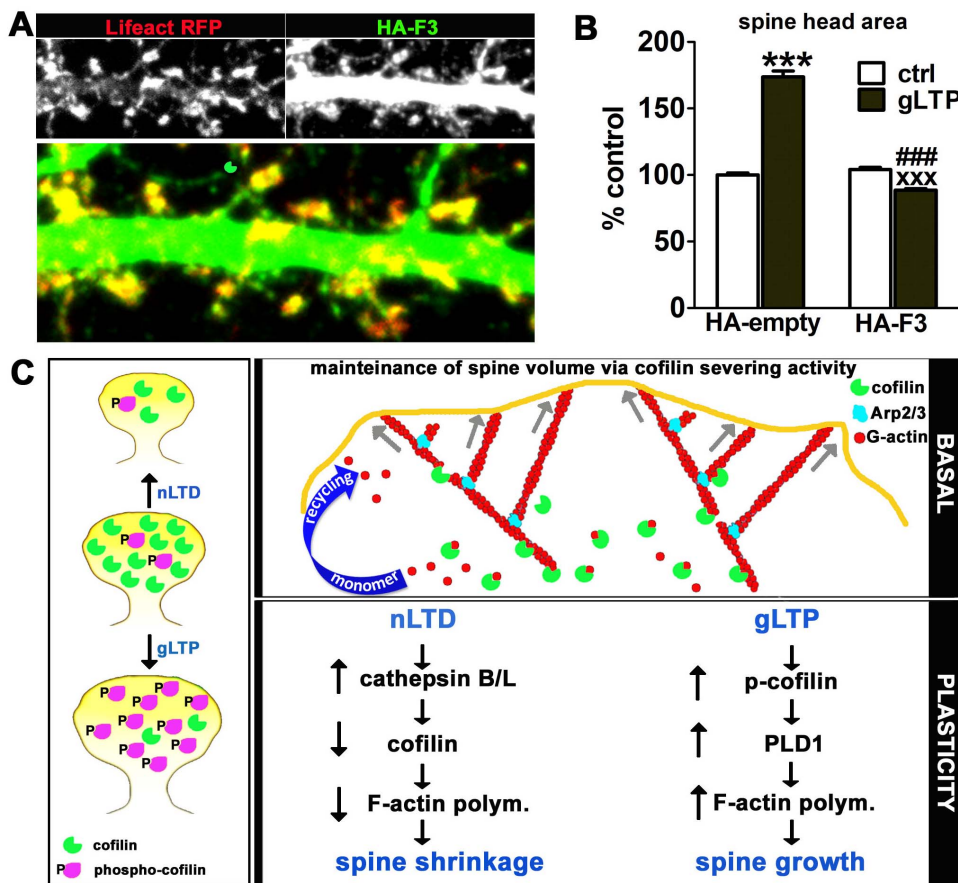 A
Lifeact RFP
HA-F3
B
spine head area
% control
200
150
100
50
0
***
###
xxx
ctrl
gLTP
HA-empty
HA-F3
C
P
nLTD
P
P
gLTP
P
P
P
P
P
P
P
P
P
P
cofilin
P phospho-cofilin
mainteinance of spine volume via cofilin severing activity
cofilin
Arp2/3
G-actin
recycling
monomer
BASAL
nLTD
cathepsin B/L
cofilin
F-actin polym.
spine shrinkage
gLTP
p-cofilin
PLD1
F-actin polym.
spine growth
PLASTICITY